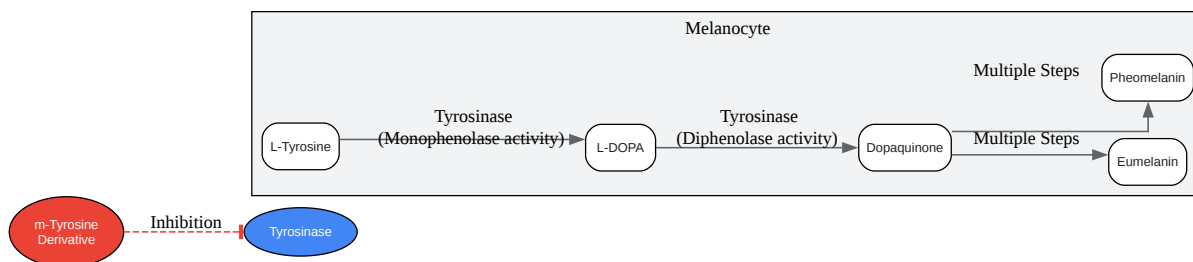 Melanocyte
Multiple Steps
Pheomelanin
Tyrosinase
(Monophenolase activity)
Tyrosinase
(Diphenolase activity)
L-Tyrosine
L-DOPA
Dopaquinone
Multiple Steps
Eumelanin
m-Tyrosine
Derivative
Inhibition
Tyrosinase